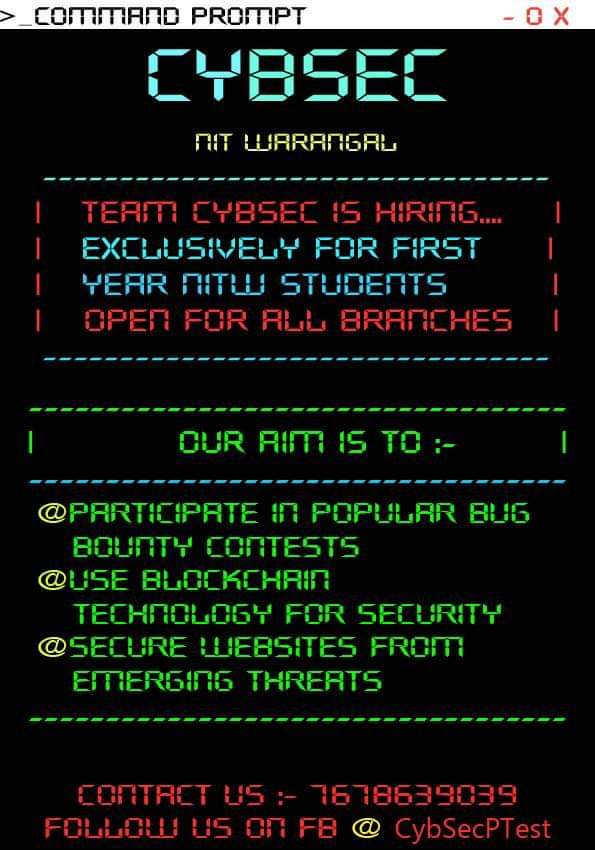 >_COMMAND PROMPT - O X
CYBSEC
NIT WARANGAL
-----------------------------------
| TEAM CYBSEC IS HIRING.... |
| EXCLUSIVELY FOR FIRST |
| YEAR NITW STUDENTS |
| OPEN FOR ALL BRANCHES |
-----------------------------------
-----------------------------------
| OUR AIM IS TO :- |
-----------------------------------
@PARTICIPATE IN POPULAR BUG
BOUNTY CONTESTS
@USE BLOCKCHAIN
TECHNOLOGY FOR SECURITY
@SECURE WEBSITES FROM
EMERGING THREATS
-----------------------------------
CONTACT US :- 7678639039
FOLLOW US ON FB @ CybSecPTest